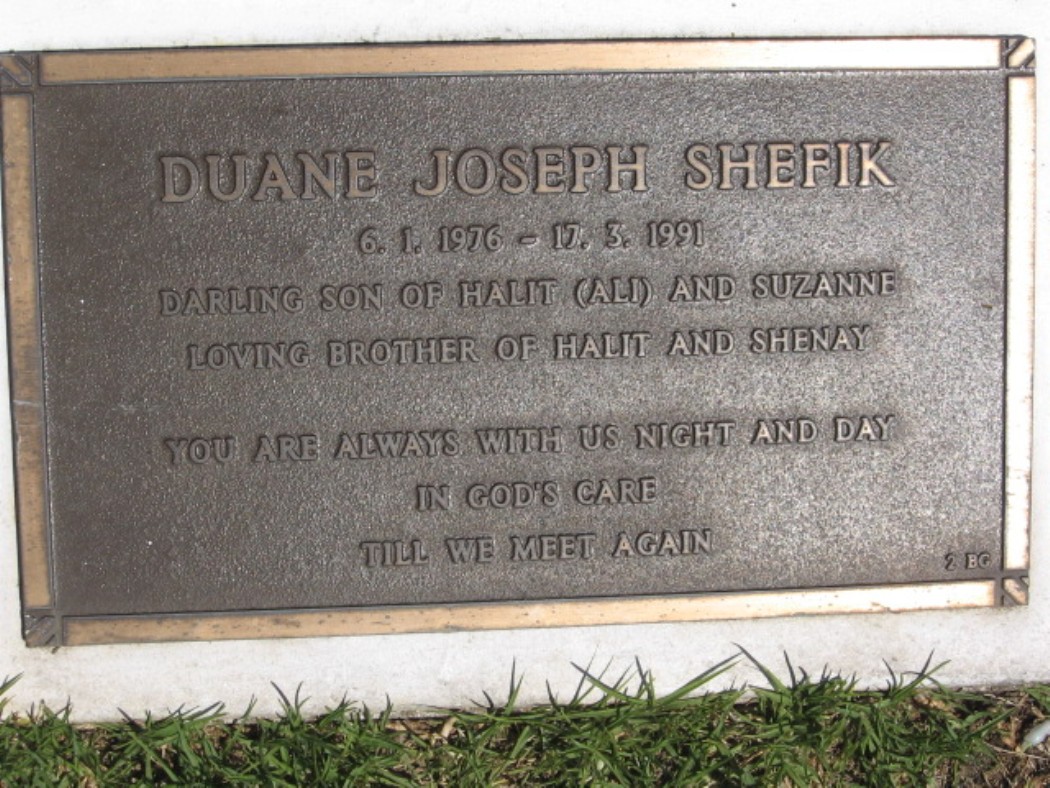 DUANE JOSEPH SHEFIK
6. 1. 1976 - 17. 3. 1991
DARLING SON OF HALIT (ALI) AND SUZANNE
LOVING BROTHER OF HALIT AND SHENAY
YOU ARE ALWAYS WITH US NIGHT AND DAY
IN GOD'S CARE
TILL WE MEET AGAIN
2 BG